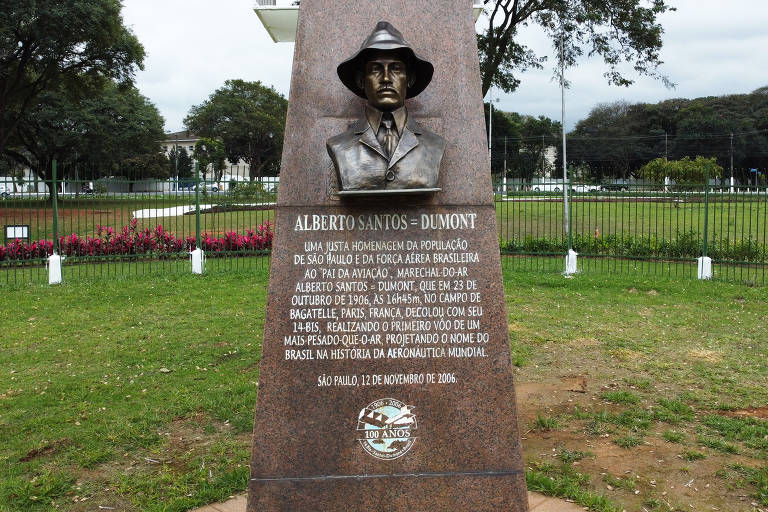 ALBERTO SANTOS = DUMONT
UMA JUSTA HOMENAGEM DA POPULAÇÃO
DE SÃO PAULO E DA FORÇA AÉREA BRASILEIRA
AO "PAI DA AVIAÇÃO", MARECHAL-DO-AR
ALBERTO SANTOS = DUMONT, QUE EM 23 DE
OUTUBRO DE 1906, ÀS 16h45m, NO CAMPO DE
BAGATELLE, PARIS, FRANÇA, DECOLOU COM SEU
14-BIS, REALIZANDO O PRIMEIRO VÔO DE UM
MAIS-PESADO-QUE-O-AR, PROJETANDO O NOME DO
BRASIL NA HISTÓRIA DA AERONÁUTICA MUNDIAL.
SÃO PAULO, 12 DE NOVEMBRO DE 2006.
1906 - 2006
100 ANOS